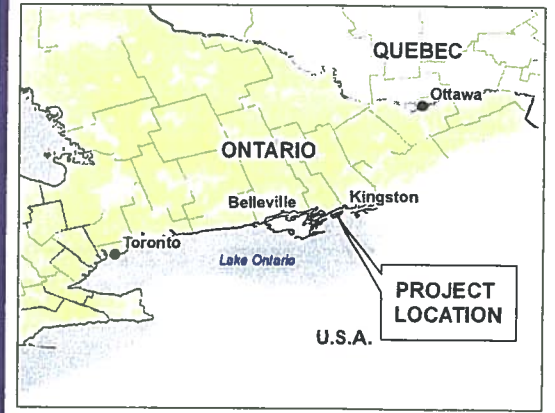 QUEBEC
Ottawa
ONTARIO
Belleville
Kingston
Toronto
Lake Ontario
PROJECT
LOCATION
U.S.A.